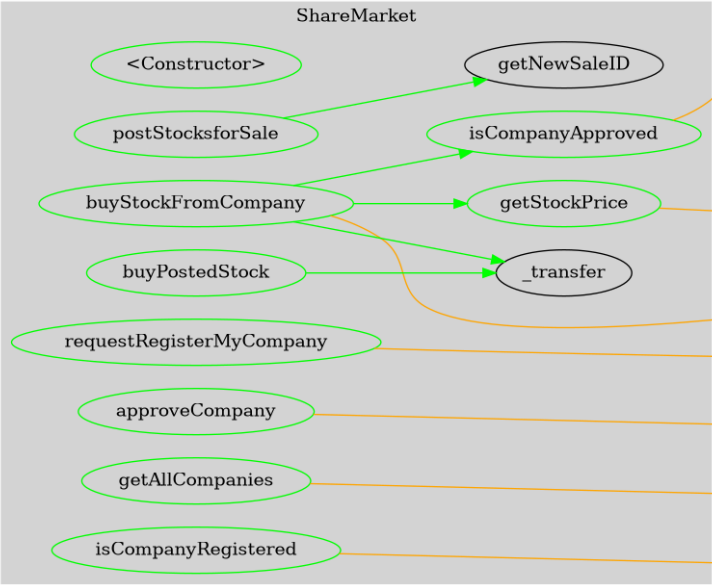 ShareMarket
<Constructor>
getNewSaleID
postStocksforSale
isCompanyApproved
buyStockFromCompany
getStockPrice
buyPostedStock
_transfer
requestRegisterMyCompany
approveCompany
getAllCompanies
isCompanyRegistered